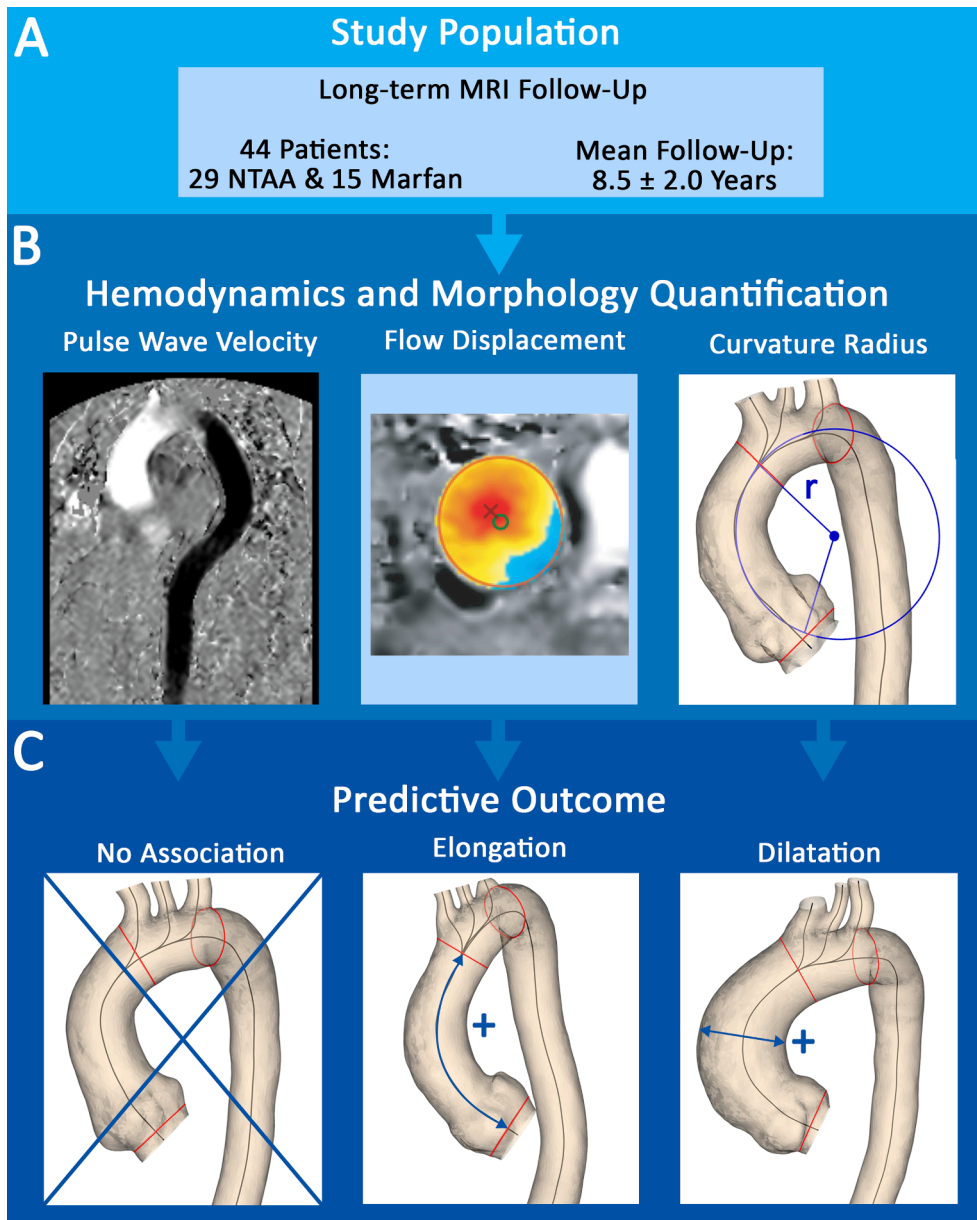 A
Study Population
Long-term MRI Follow-Up
44 Patients:
29 NTAA & 15 Marfan
Mean Follow-Up:
8.5 ± 2.0 Years
B
Hemodynamics and Morphology Quantification
Pulse Wave Velocity
Flow Displacement
Curvature Radius
r
C
Predictive Outcome
No Association
Elongation
Dilatation
+
+